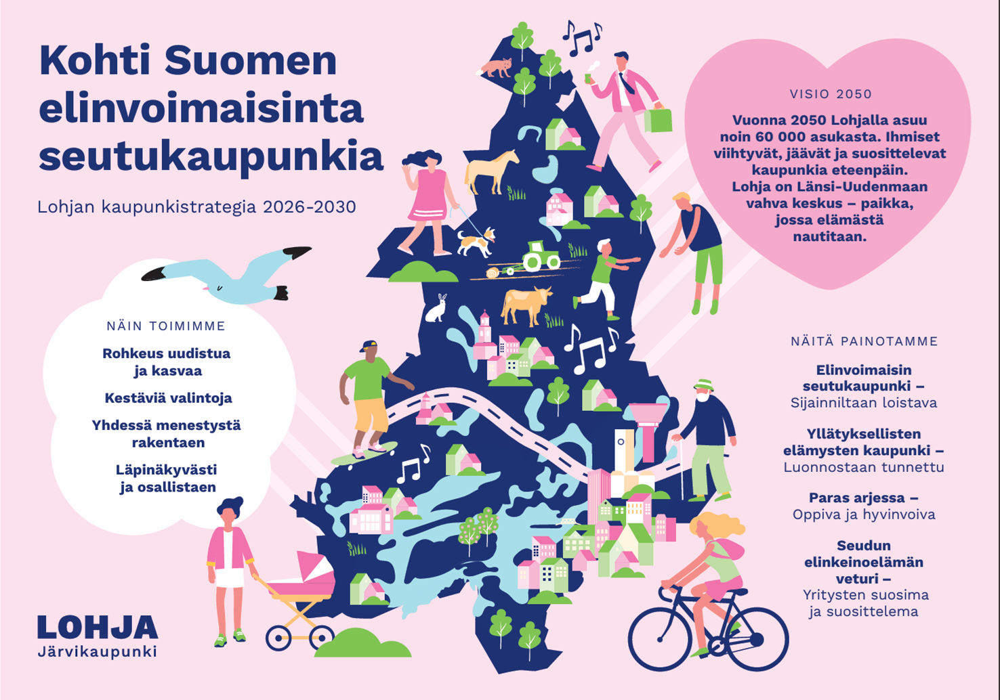 Kohti Suomen
elinvoimaisinta
seutukaupunkia
Lohjan kaupunkistrategia 2026-2030
VISIO 2050
Vuonna 2050 Lohjalla asuu
noin 60 000 asukasta. Ihmiset
viihtyvät, jäävät ja suosittelevat
kaupunkia eteenpäin.
Lohja on Länsi-Uudenmaan
vahva keskus – paikka,
jossa elämästä
nautitaan.
NÄIN TOIMIMME
Rohkeus uudistua
ja kasvaa
Kestäviä valintoja
Yhdessä menestystä
rakentaen
Läpinäkyvästi
ja osallistaen
NÄITÄ PAINOTAMME
Elinvoimaisin
seutukaupunki –
Sijainniltaan loistava
Yllätyksellisten
elämysten kaupunki –
Luonnostaan tunnettu
Paras arjessa –
Oppiva ja hyvinvoiva
Seudun
elinkeinoelämän
veturi –
Yritysten suosima
ja suosittelema
LOHJA
Järvikaupunki